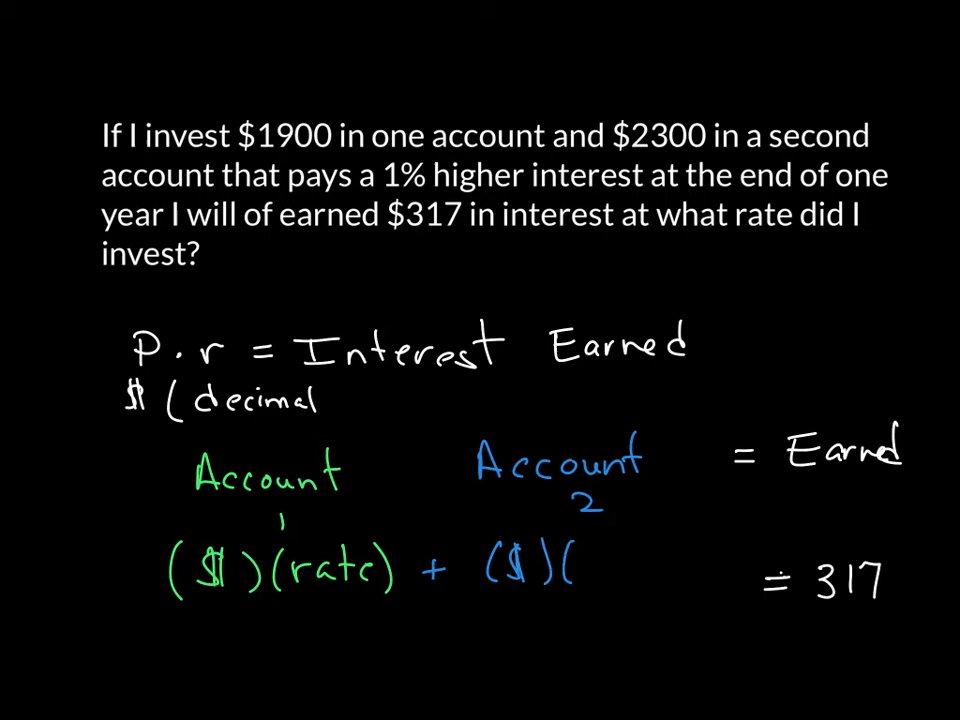 If I invest $1900 in one account and $2300 in a second
account that pays a 1% higher interest at the end of one
year I will of earned $317 in interest at what rate did I
invest?
P · r = Interest Earned
$ ( decimal
Account 1 Account 2 = Earned
($)(rate) + ($)( = 317